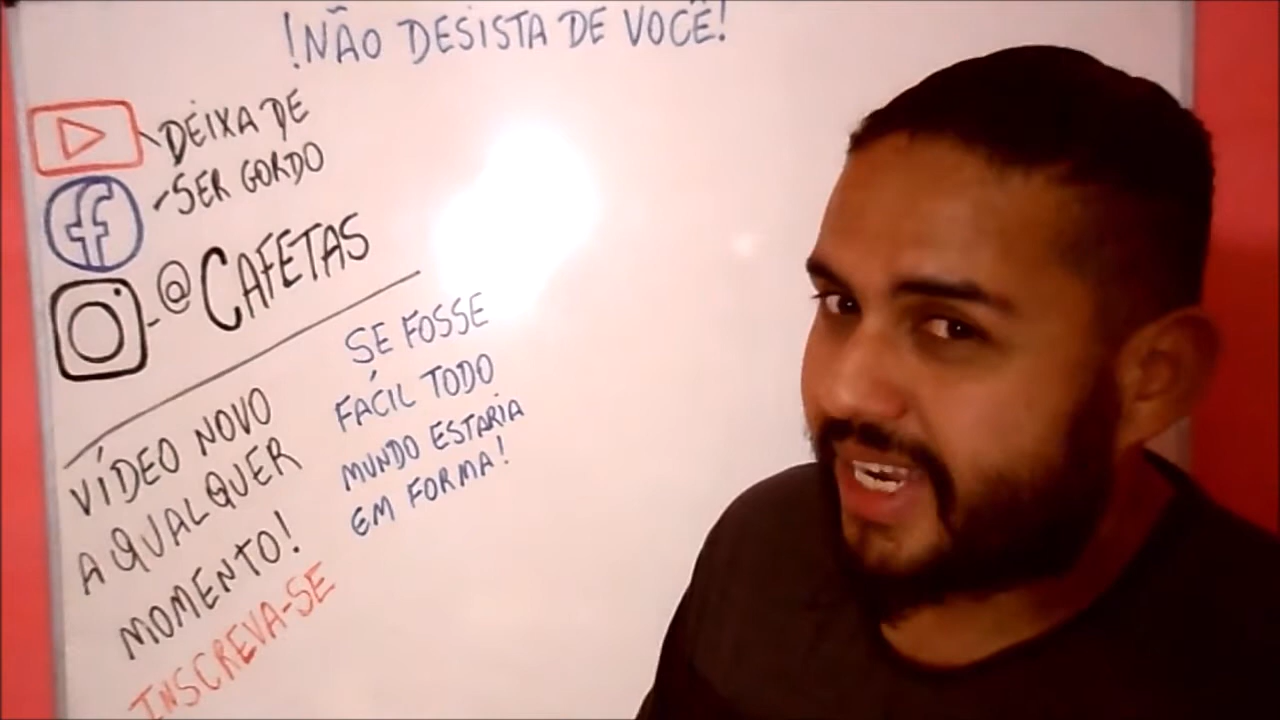 !NÃO DESISTA DE VOCÊ!
DEIXA DE
-SER GORDO
-@CAFETAS
SE FOSSE
FÁCIL TODO
MUNDO ESTARIA
EM FORMA!
VÍDEO NOVO
A QUALQUER
MOMENTO!
INSCREVA-SE